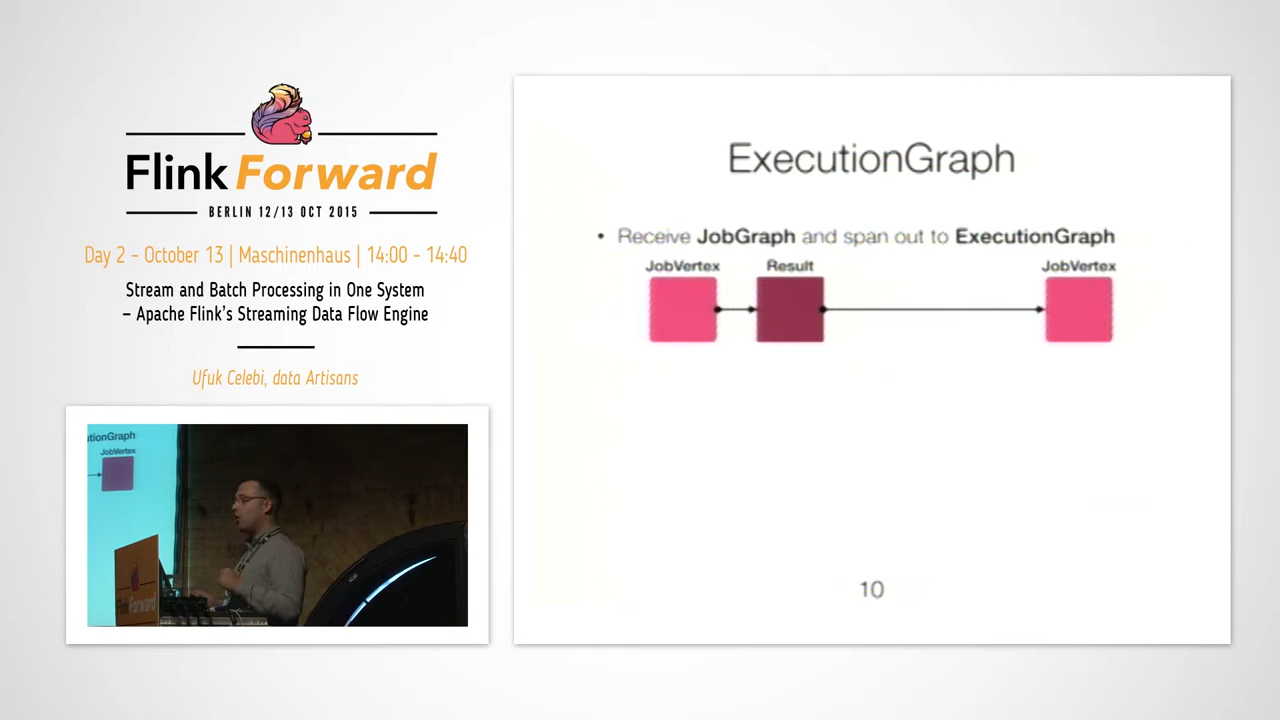 Flink Forward
BERLIN 12/13 OCT 2015
Day 2 - October 13 | Maschinenhaus | 14:00 - 14:40
Stream and Batch Processing in One System
– Apache Flink's Streaming Data Flow Engine
Ufuk Celebi, data Artisans
utionGraph
JobVertex
Flink Forward
ExecutionGraph
• Receive JobGraph and span out to ExecutionGraph
JobVertex Result JobVertex
10